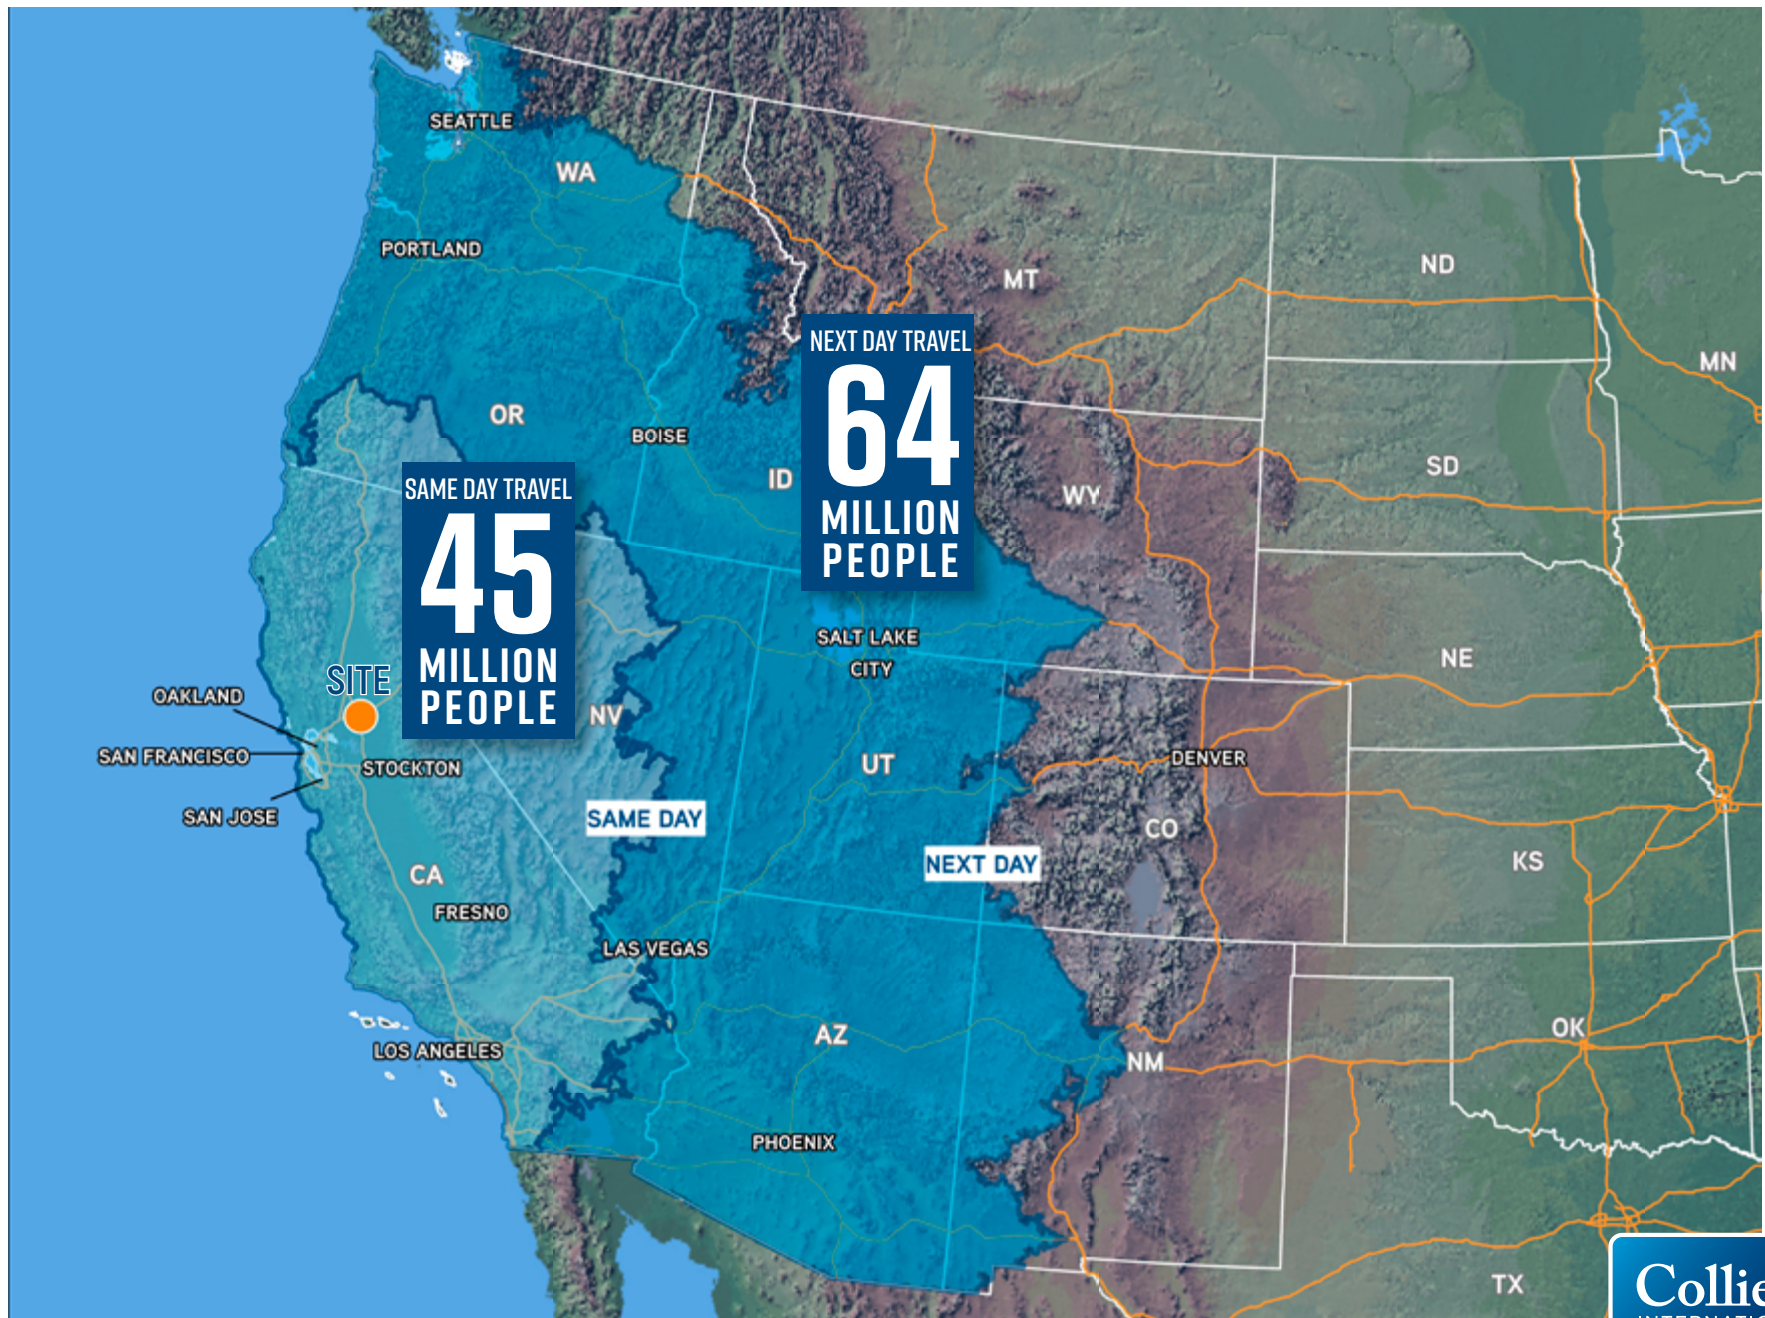 SEATTLE
WA
PORTLAND
MT
ND
MN
NEXT DAY TRAVEL
64
MILLION
PEOPLE
OR
BOISE
ID
WY
SD
SAME DAY TRAVEL
45
MILLION
PEOPLE
SALT LAKE
CITY
NE
SITE
OAKLAND
NV
SAN FRANCISCO
STOCKTON
UT
DENVER
SAN JOSE
SAME DAY
CO
NEXT DAY
KS
CA
FRESNO
LAS VEGAS
AZ
OK
LOS ANGELES
NM
PHOENIX
TX